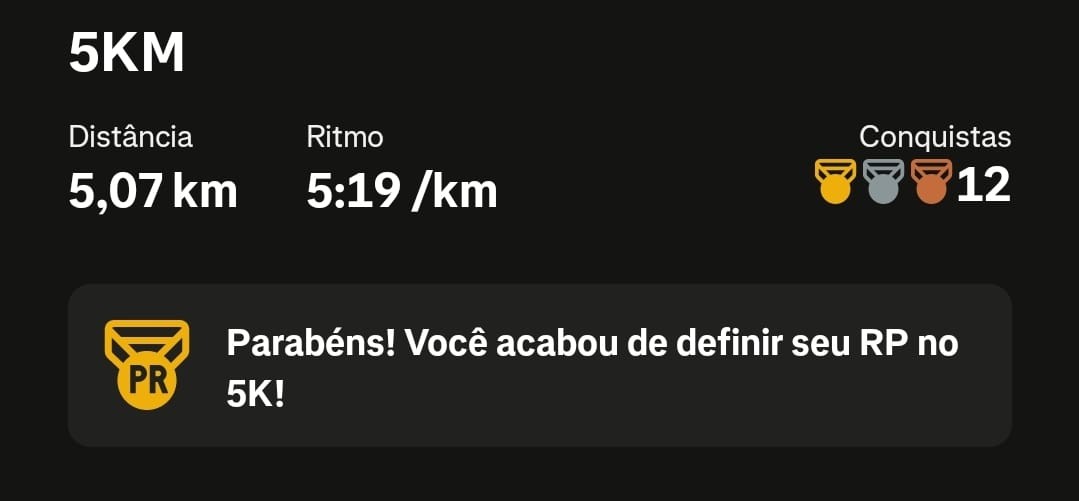 5KM
Distância
Ritmo
Conquistas
5,07 km
5:19 /km
12
PR
Parabéns! Você acabou de definir seu RP no
5K!